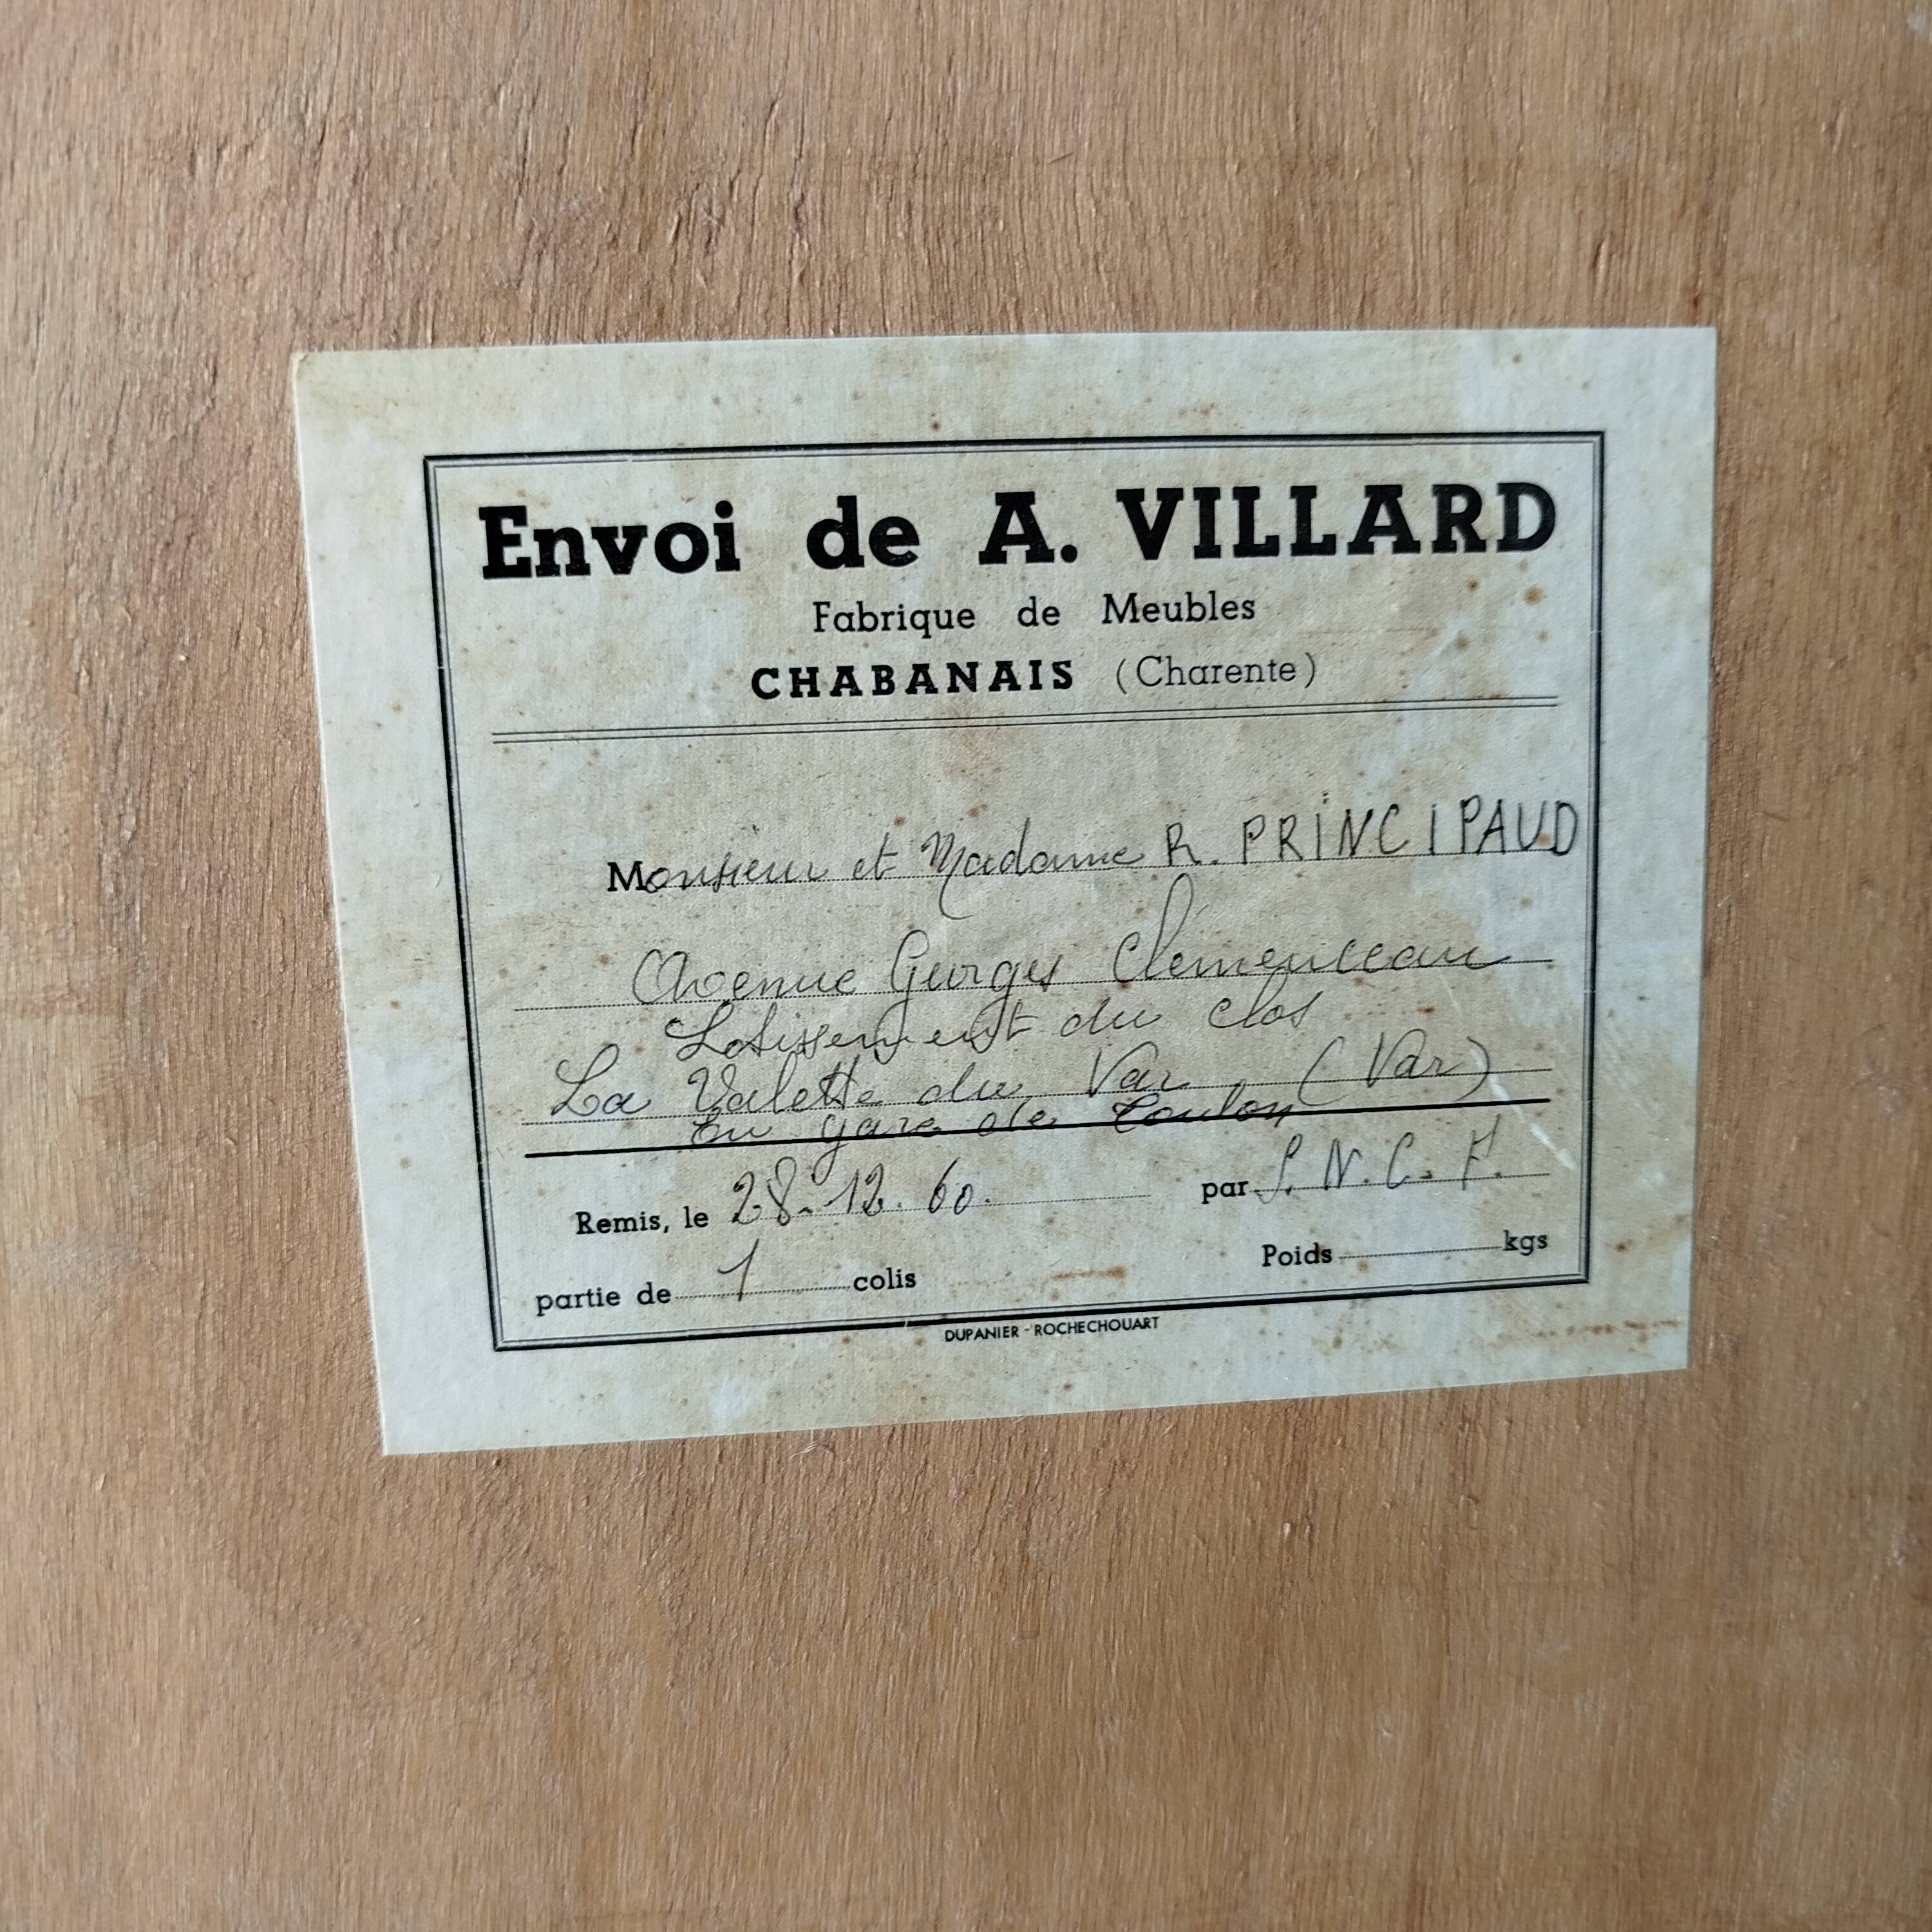 Envoi de A. VILLARD
Fabrique de Meubles
CHABANAIS (Charente)
Monsieur et Madame R. PRINCIPAUD
Avenue Georges Clémenceau
Lotissement du Clos
La Valette du Var (Var)
En gare de Toulon
Remis, le 28.12.60. par S.N.C.F.
partie de 1 colis Poids kgs
DUPANIER - ROCHECHOUART